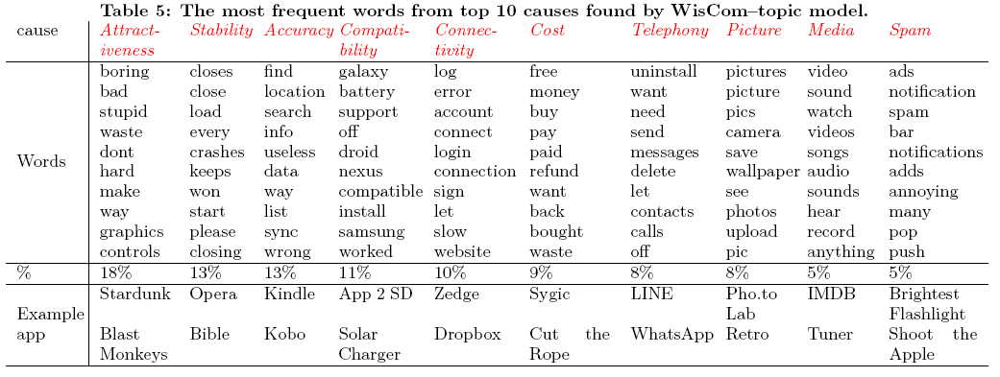 Table 5: The most frequent words from top 10 causes found by WisCom–topic model.
cause Attract- Stability Accuracy Compati- Connec- Cost Telephony Picture Media Spam
iveness bility tivity
boring closes find galaxy log free uninstall pictures video ads
bad close location battery error money want picture sound notification
stupid load search support account buy need pics watch spam
waste every info off connect pay send camera videos bar
Words
dont crashes useless droid login paid messages save songs notifications
hard keeps data nexus connection refund delete wallpaper audio adds
make won way compatible sign want let see sounds annoying
way start list install let back contacts photos hear many
graphics please sync samsung slow bought calls upload record pop
controls closing wrong worked website waste off pic anything push
% 18% 13% 13% 11% 10% 9% 8% 8% 5% 5%
Stardunk Opera Kindle App 2 SD Zedge Sygic LINE Pho.to IMDB Brightest
Example Lab Flashlight
app Blast Bible Kobo Solar Dropbox Cut the WhatsApp Retro Tuner Shoot the
Monkeys Charger Rope Apple